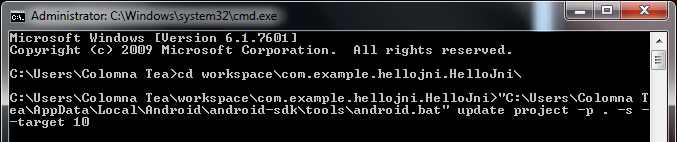 Administrator: C:\Windows\system32\cmd.exe
Microsoft Windows [Version 6.1.7601]
Copyright (c) 2009 Microsoft Corporation.  All rights reserved.
C:\Users\Colomna Tea>cd workspace\com.example.hellojni.HelloJni\
C:\Users\Colomna Tea\workspace\com.example.hellojni.HelloJni>"C:\Users\Colomna T
ea\AppData\Local\Android\android-sdk\tools\android.bat" update project -p . -s -
-target 10